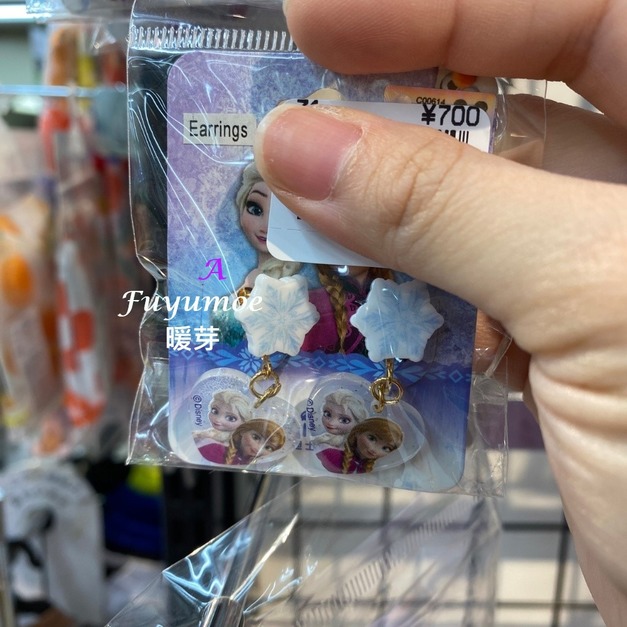 C00614
¥700
Earrings
A
Fuyumoe
暖芽
©Disney
©Disney